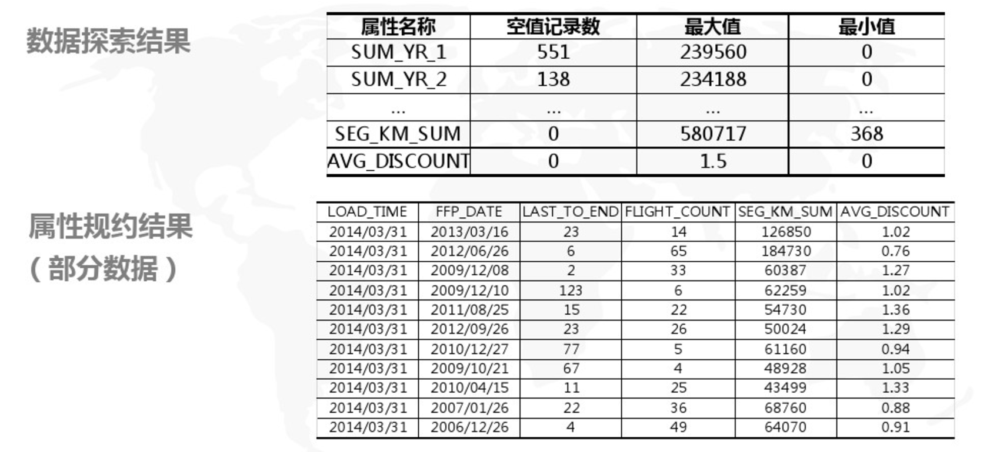 数据探索结果
属性名称 空值记录数 最大值 最小值
SUM_YR_1 551 239560 0
SUM_YR_2 138 234188 0
... ... ... ...
SEG_KM_SUM 0 580717 368
AVG_DISCOUNT 0 1.5 0
属性规约结果
（部分数据）
LOAD_TIME FFP_DATE LAST_TO_END FLIGHT_COUNT SEG_KM_SUM AVG_DISCOUNT
2014/03/31 2013/03/16 23 14 126850 1.02
2014/03/31 2012/06/26 6 65 184730 0.76
2014/03/31 2009/12/08 2 33 60387 1.27
2014/03/31 2009/12/10 123 6 62259 1.02
2014/03/31 2011/08/25 15 22 54730 1.36
2014/03/31 2012/09/26 23 26 50024 1.29
2014/03/31 2010/12/27 77 5 61160 0.94
2014/03/31 2009/10/21 67 4 48928 1.05
2014/03/31 2010/04/15 11 25 43499 1.33
2014/03/31 2007/01/26 22 36 68760 0.88
2014/03/31 2006/12/26 4 49 64070 0.91